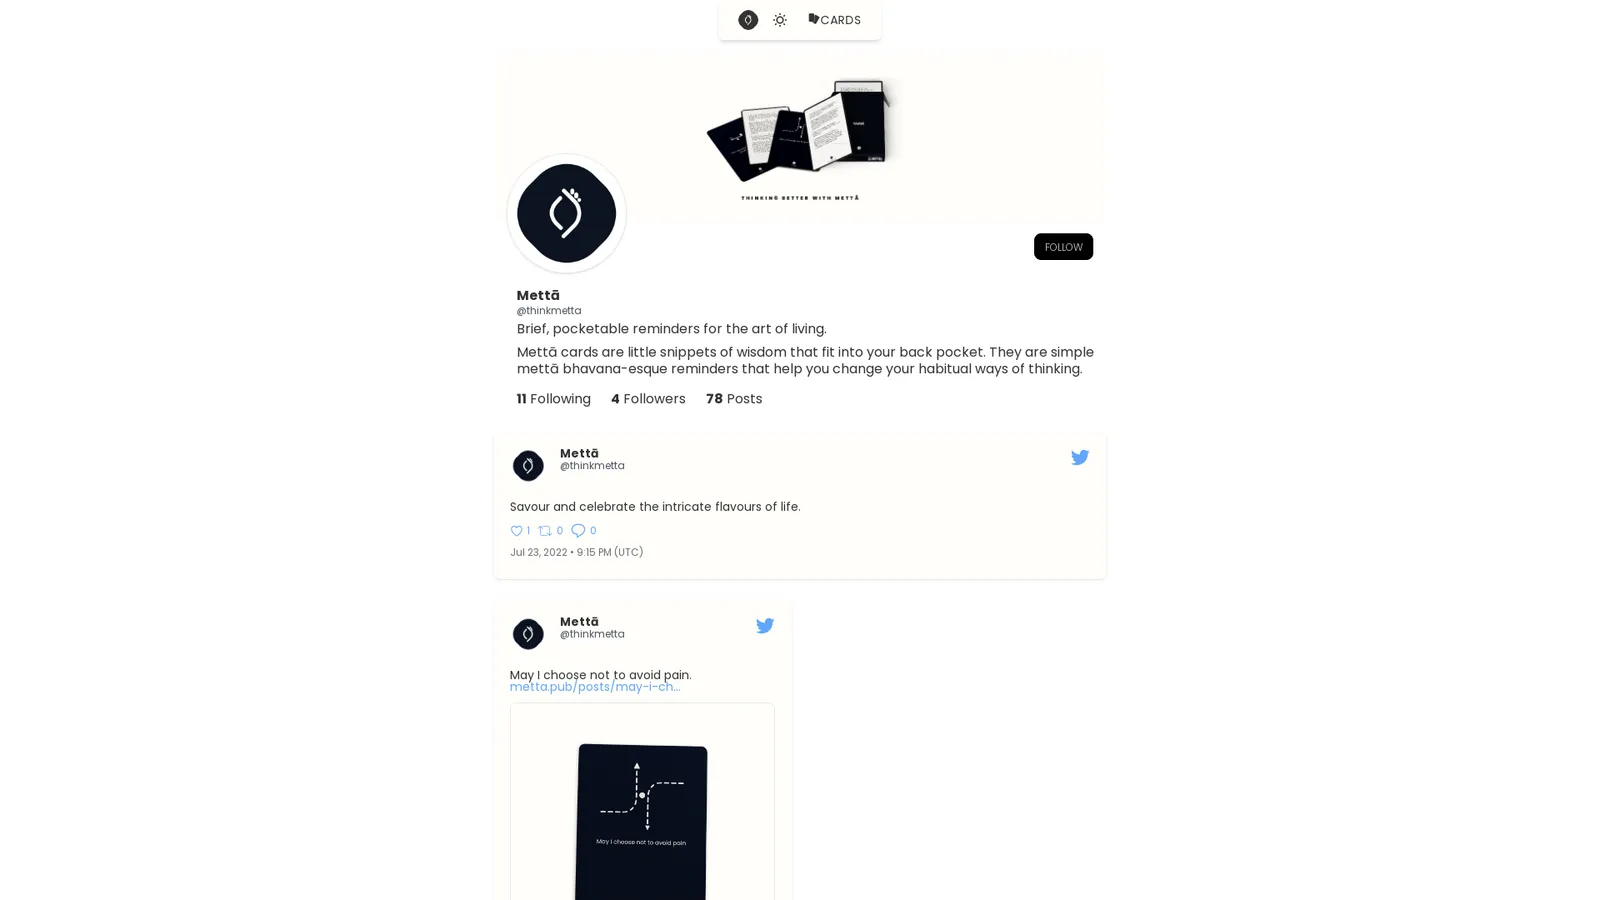 CARDS
THINKING BETTER WITH METTĀ
FOLLOW
Mettā
@thinkmetta
Brief, pocketable reminders for the art of living.
Mettā cards are little snippets of wisdom that fit into your back pocket. They are simple
mettā bhavana-esque reminders that help you change your habitual ways of thinking.
11 Following 4 Followers 78 Posts
Mettā
@thinkmetta
Savour and celebrate the intricate flavours of life.
1 0 0
Jul 23, 2022 • 9:15 PM (UTC)
Mettā
@thinkmetta
May I choose not to avoid pain.
metta.pub/posts/may-i-ch...
May I choose not to avoid pain